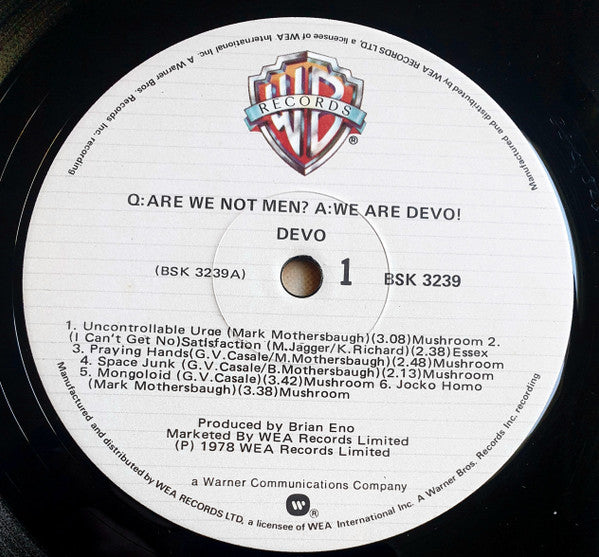 Manufactured and distributed by WEA RECORDS LTD, a licensee of WEA International Inc. A Warner Bros. Records Inc. recording
WB
RECORDS
®
Q:ARE WE NOT MEN? A:WE ARE DEVO!
DEVO
(BSK 3239A) 1 BSK 3239
1. Uncontrollable Urge (Mark Mothersbaugh)(3.08)Mushroom 2.
(I Can't Get No)Satisfaction (M.Jagger/K.Richard)(2.38)Essex
3. Praying Hands(G.V.Casale/M.Mothersbaugh)(2.48)Mushroom
4. Space Junk (G.V.Casale/B.Mothersbaugh)(2.13)Mushroom
5. Mongoloid (G.V.Casale)(3.42)Mushroom 6. Jocko Homo
(Mark Mothersbaugh)(3.38)Mushroom
Produced by Brian Eno
Marketed By WEA Records Limited
(P) 1978 WEA Records Limited
a Warner Communications Company
®
Manufactured and distributed by WEA RECORDS LTD, a licensee of WEA International Inc. A Warner Bros. Records Inc. recording